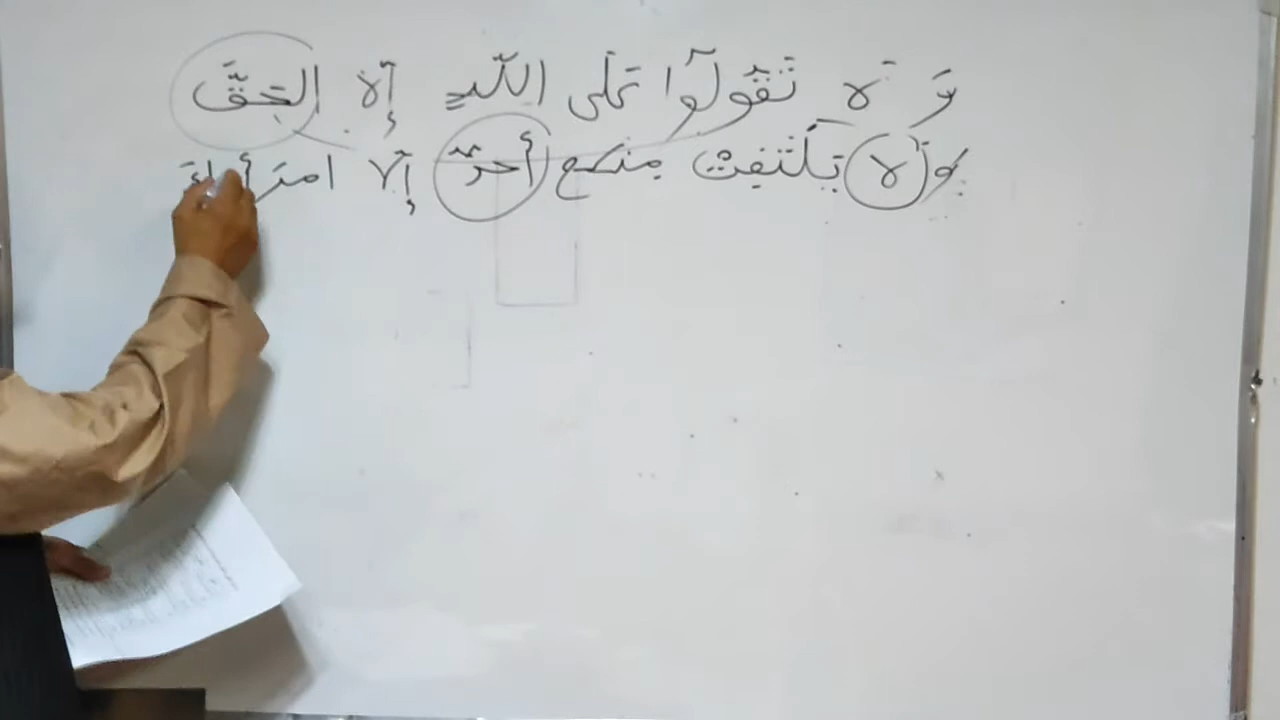 وَ لَا تَقُولُوا عَلَى اللَّهِ إِلَّا الْحَقَّ
وَلَا يَلْتَفِتْ مِنكُمْ أَحَدٌ إِلَّا امْرَأَتَكَ